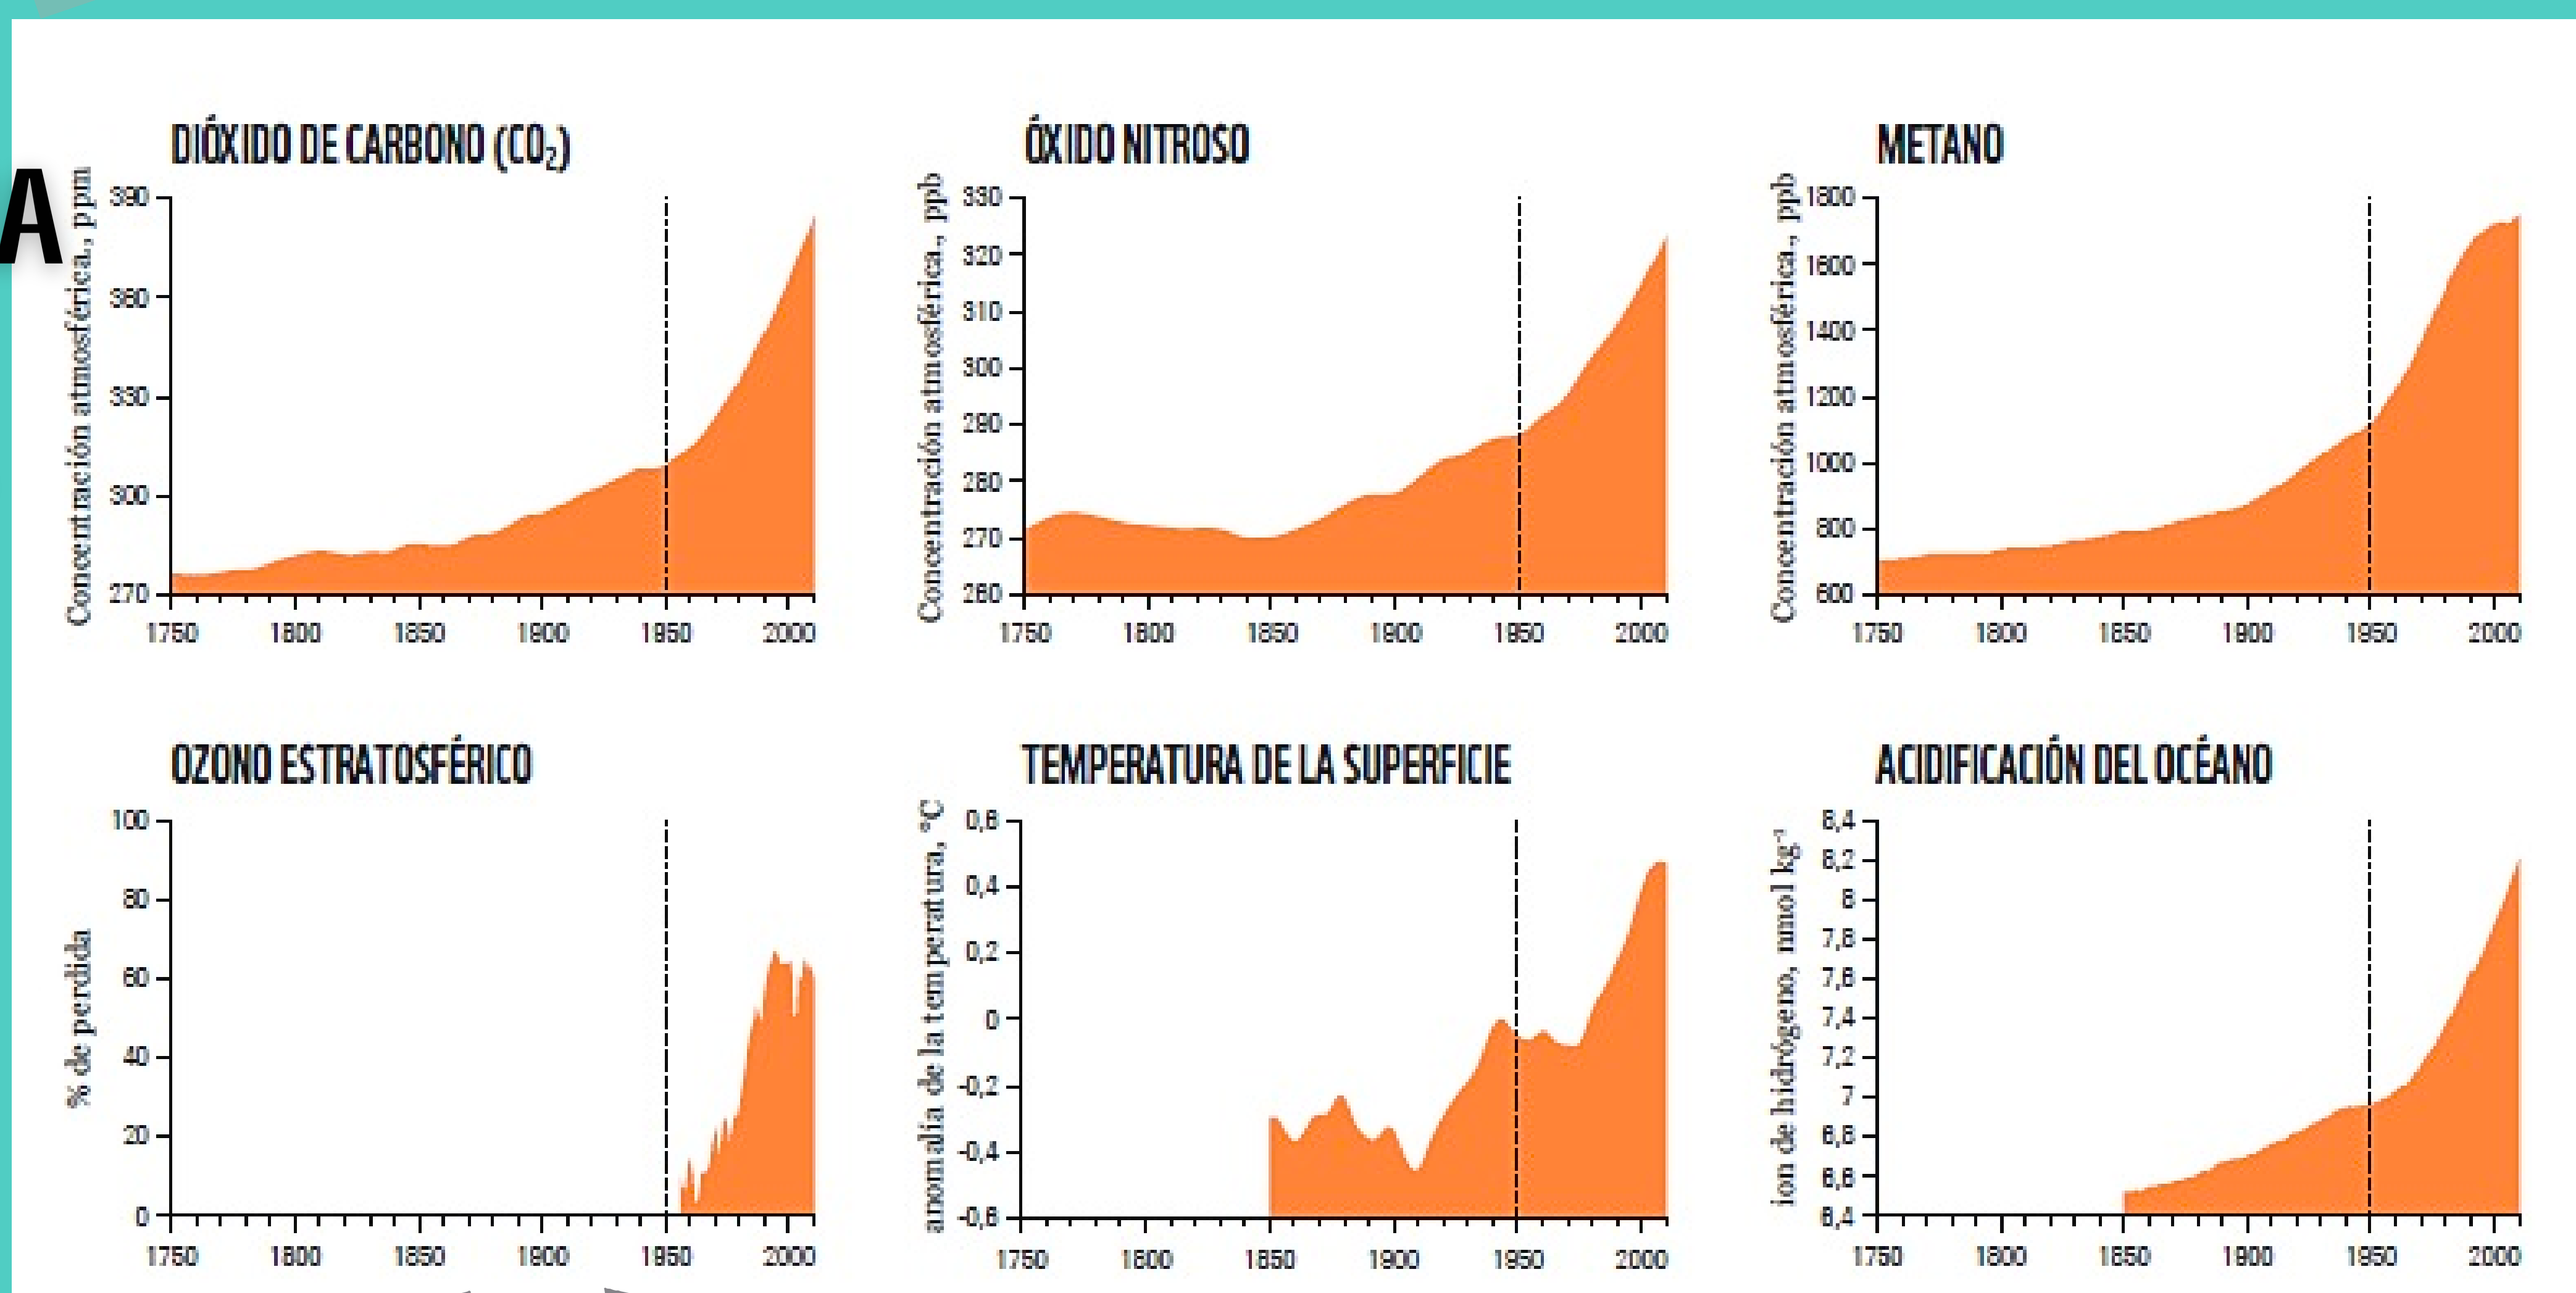 DIÓXIDO DE CARBONO (CO₂)
ÓXIDO NITROSO
METANO
A
Concentración atmosférica., ppm
390
360
330
300
270
1750 1800 1850 1900 1950 2000
Concentración atmosférica., ppb
330
320
310
300
290
280
270
260
1750 1800 1850 1900 1950 2000
Concentración atmosférica., ppb
1800
1600
1400
1200
1000
800
600
1750 1800 1850 1900 1950 2000
OZONO ESTRATOSFÉRICO
TEMPERATURA DE LA SUPERFICIE
ACIDIFICACIÓN DEL OCÉANO
% de perdida
100
80
60
40
20
0
1750 1800 1850 1900 1950 2000
anomalía de la temperatura, °C
0,6
0,4
0,2
0
-0,2
-0,4
-0,6
1750 1800 1850 1900 1950 2000
ion de hidrógeno, nmol kg⁻¹
8,4
8,2
8
7,8
7,6
7,4
7,2
7
6,8
6,6
6,4
1750 1800 1850 1900 1950 2000